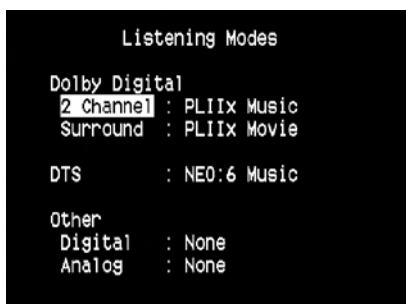 Listening Modes
Dolby Digital
2 Channel : PLIIx Music
Surround : PLIIx Movie
DTS : NEO:6 Music
Other
Digital : None
Analog : None